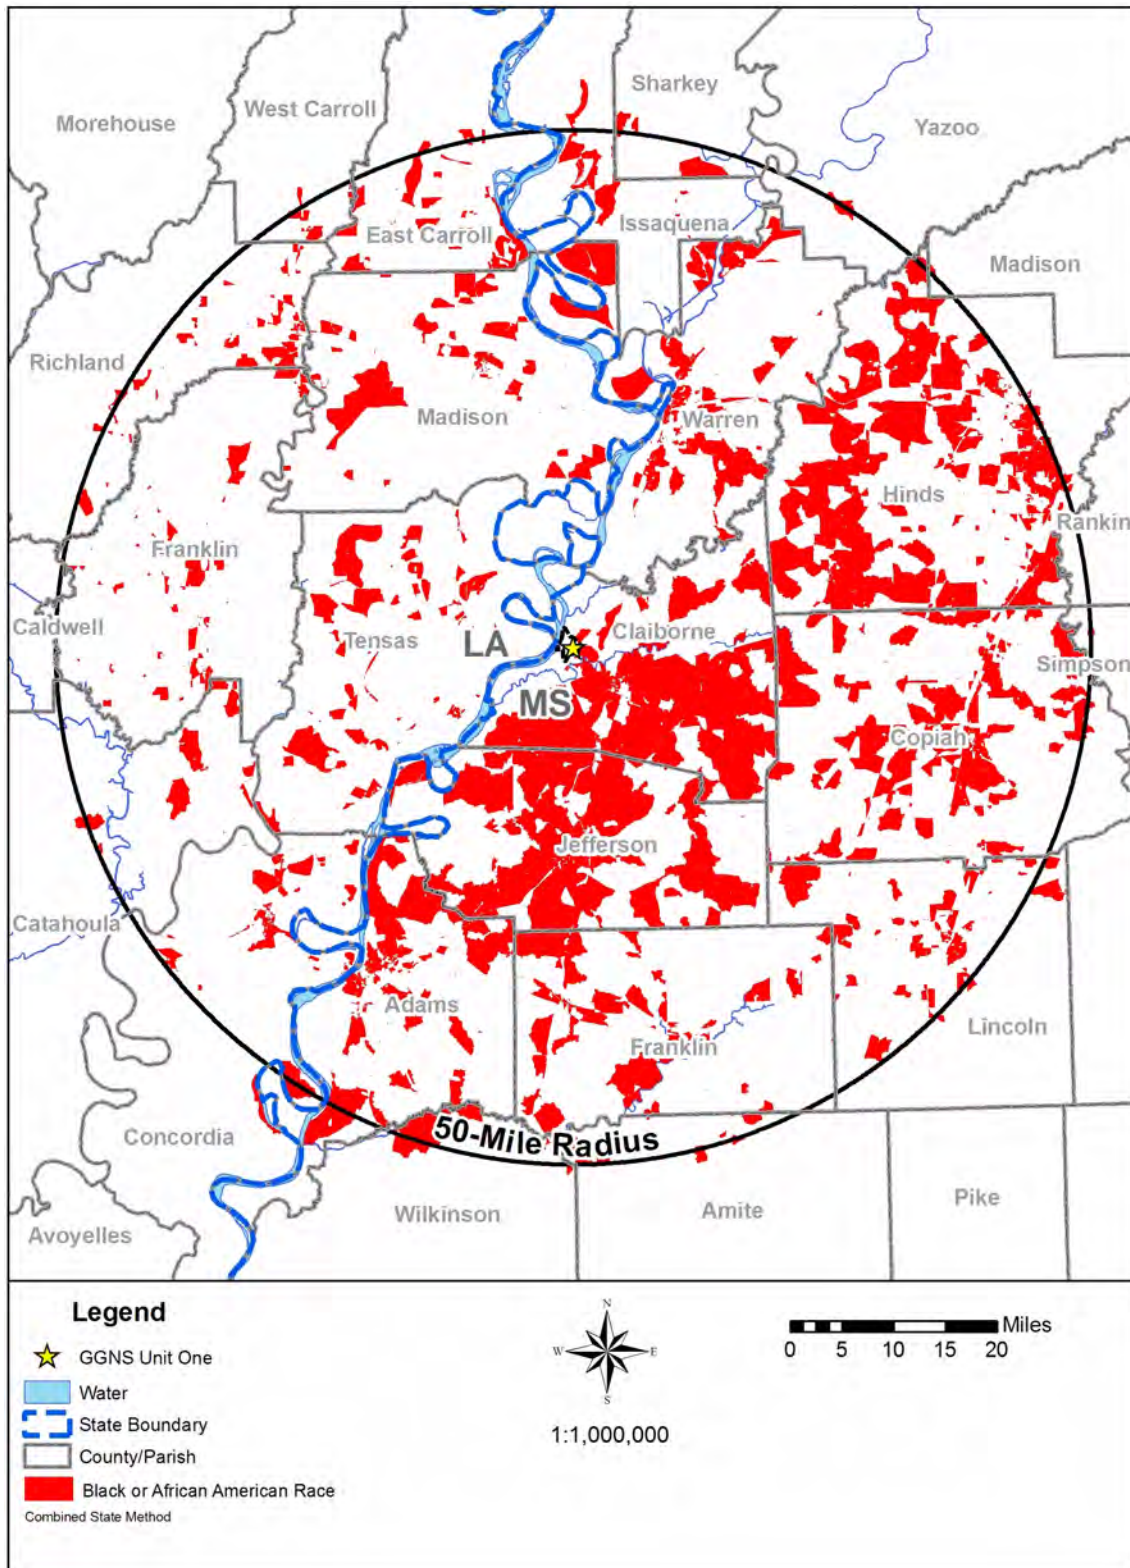 Sharkey
West Carroll
Morehouse
Yazoo
Issaquena
East Carroll
Madison
Richland
Madison
Warren
Hinds
Rankin
Franklin
Caldwell
Claiborne
Tensas
LA
Simpson
MS
Copiah
Jefferson
Catahoula
Adams
Lincoln
Franklin
50-Mile Radius
Concordia
Wilkinson
Amite
Pike
Avoyelles
Legend
GGNS Unit One
Water
State Boundary
County/Parish
Black or African American Race
Combined State Method
N
W E
S
1:1,000,000
Miles
0 5 10 15 20